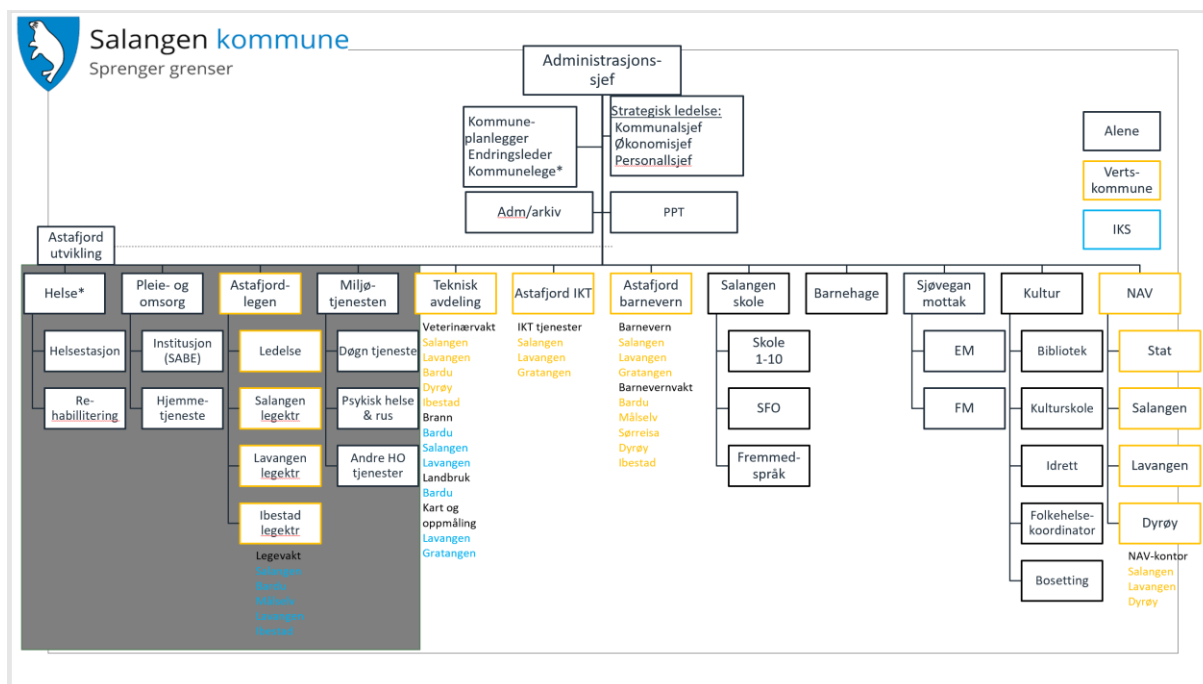 Salangen kommune
Sprenger grenser
Administrasjons-
sjef
Kommune-
planlegger
Endringsleder
Kommunelege*
Strategisk ledelse:
Kommunalsjef
Økonomisjef
Personallsjef
Alene
Verts-
kommune
IKS
Adm/arkiv
PPT
Astafjord
utvikling
Helse*
Pleie- og
omsorg
Astafjord-
legen
Miljø-
tjenesten
Teknisk
avdeling
Astafjord IKT
Astafjord
barnevern
Salangen
skole
Barnehage
Sjøvegan
mottak
Kultur
NAV
Helsestasjon
Re-
habillitering
Institusjon
(SABE)
Hjemme-
tjeneste
Ledelse
Salangen
legektr
Lavangen
legektr
Ibestad
legektr
Legevakt
Salangen
Bardu
Lavangen
Ibestad
Døgn tjeneste
Psykisk helse
& rus
Andre HO
tjenester
Veterinærvakt
Salangen
Lavangen
Bardu
Dyrøy
Ibestad
Brann
Bardu
Salangen
Lavangen
Landbruk
Bardu
Kart og
oppmåling
Lavangen
Gratangen
IKT tjenester
Salangen
Lavangen
Gratangen
Barnevern
Salangen
Lavangen
Gratangen
Barnevernvakt
Bardu
Målselv
Sørreisa
Dyrøy
Ibestad
Skole
1-10
SFO
Fremmed-
språk
EM
FM
Bibliotek
Kulturskole
Idrett
Folkehelse-
koordinator
Bosetting
Stat
Salangen
Lavangen
Dyrøy
NAV-kontor
Salangen
Lavangen
Dyrøy